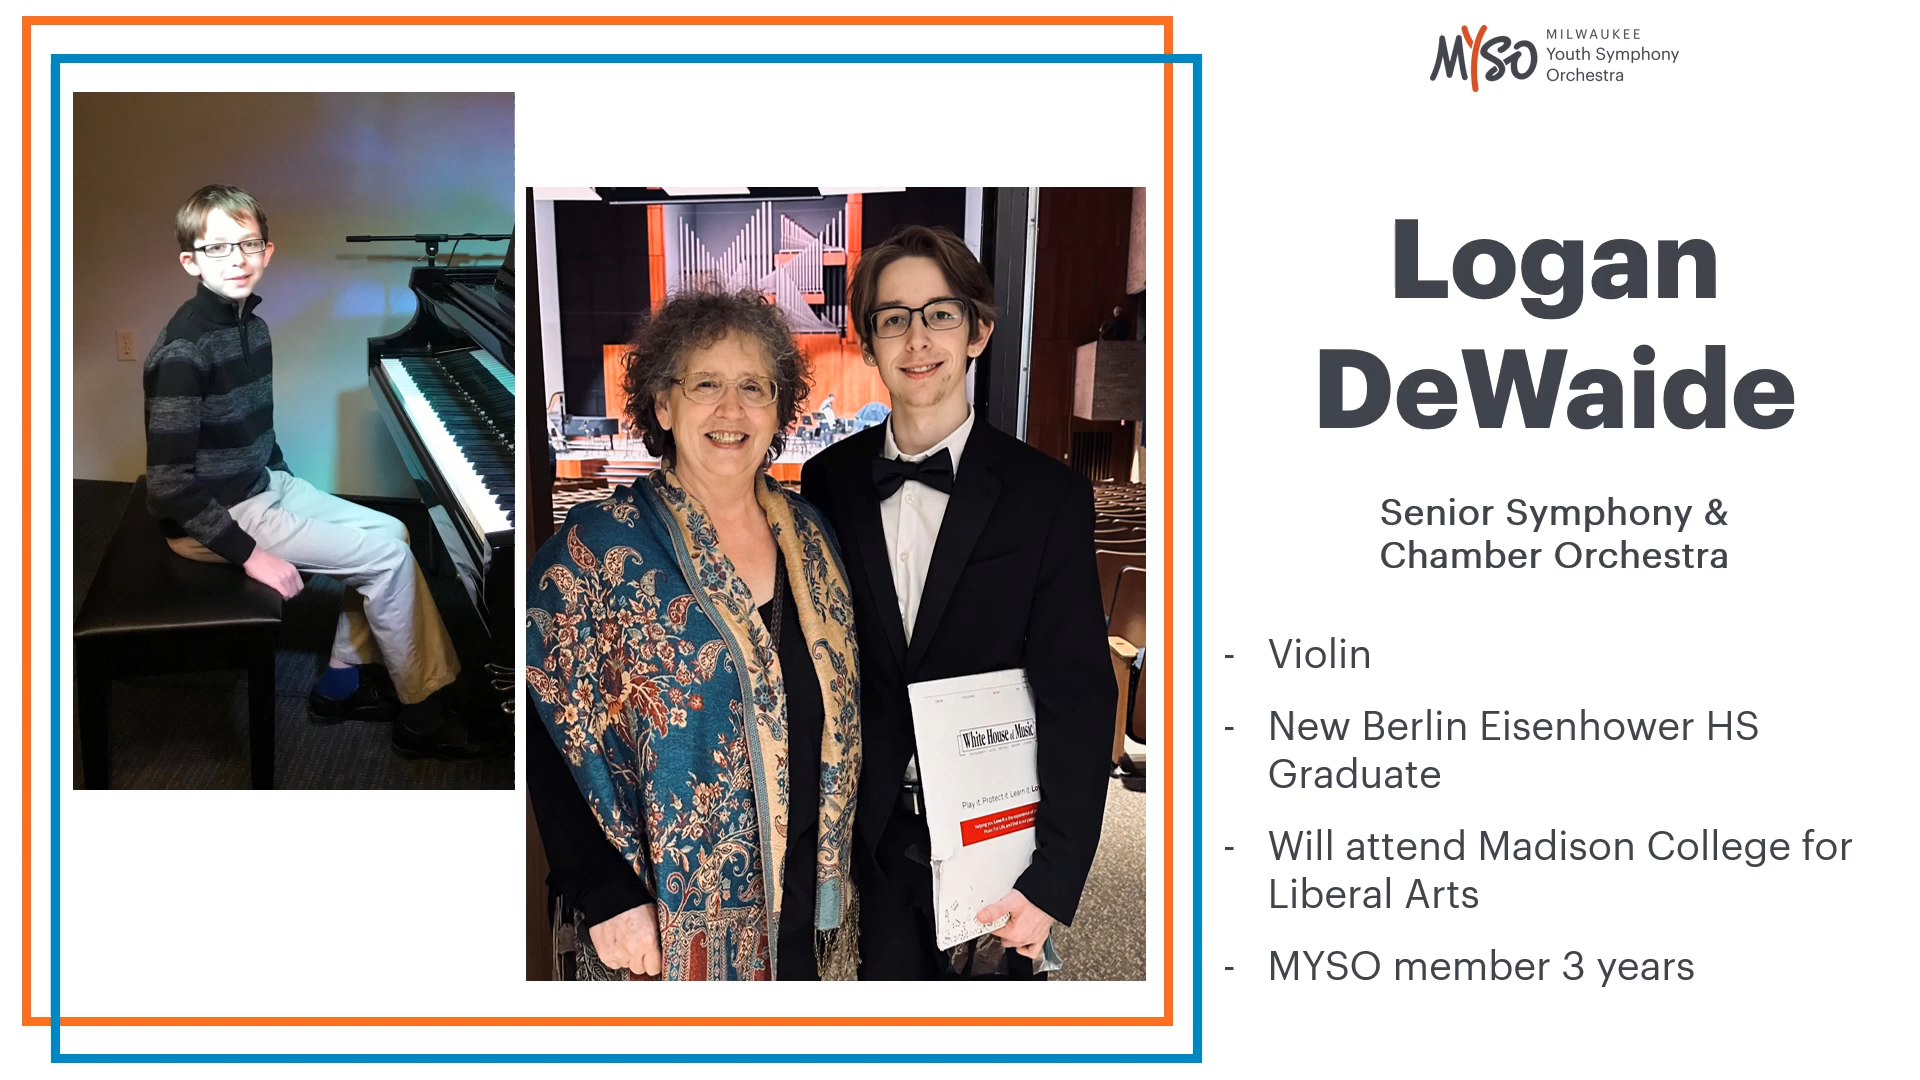 MYSO
MILWAUKEE
Youth Symphony
Orchestra
Logan
DeWaide
Senior Symphony &
Chamber Orchestra
- Violin
- New Berlin Eisenhower HS
Graduate
- Will attend Madison College for
Liberal Arts
- MYSO member 3 years
White House of Music
Play it. Protect it. Learn it.